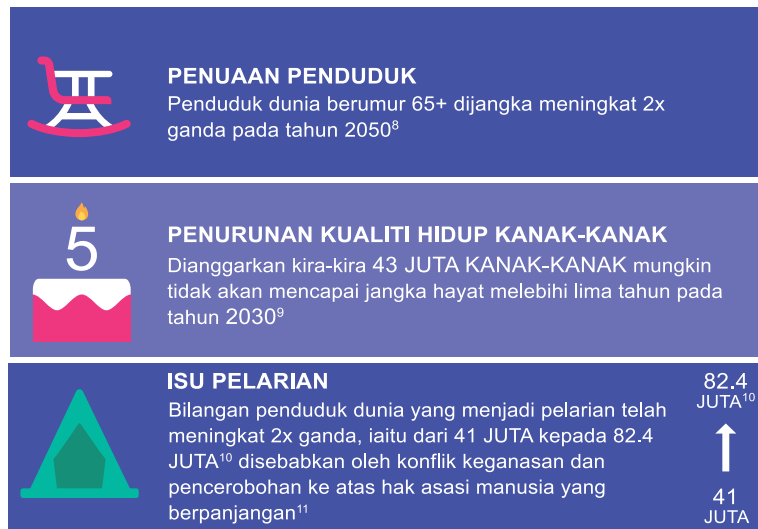 PENUAAN PENDUDUK
Penduduk dunia berumur 65+ dijangka meningkat 2x
ganda pada tahun 2050⁸
5
PENURUNAN KUALITI HIDUP KANAK-KANAK
Dianggarkan kira-kira 43 JUTA KANAK-KANAK mungkin
tidak akan mencapai jangka hayat melebihi lima tahun pada
tahun 2030⁹
ISU PELARIAN
Bilangan penduduk dunia yang menjadi pelarian telah
meningkat 2x ganda, iaitu dari 41 JUTA kepada 82.4
JUTA¹⁰ disebabkan oleh konflik keganasan dan
pencerobohan ke atas hak asasi manusia yang
berpanjangan¹¹
82.4
JUTA¹⁰
41
JUTA